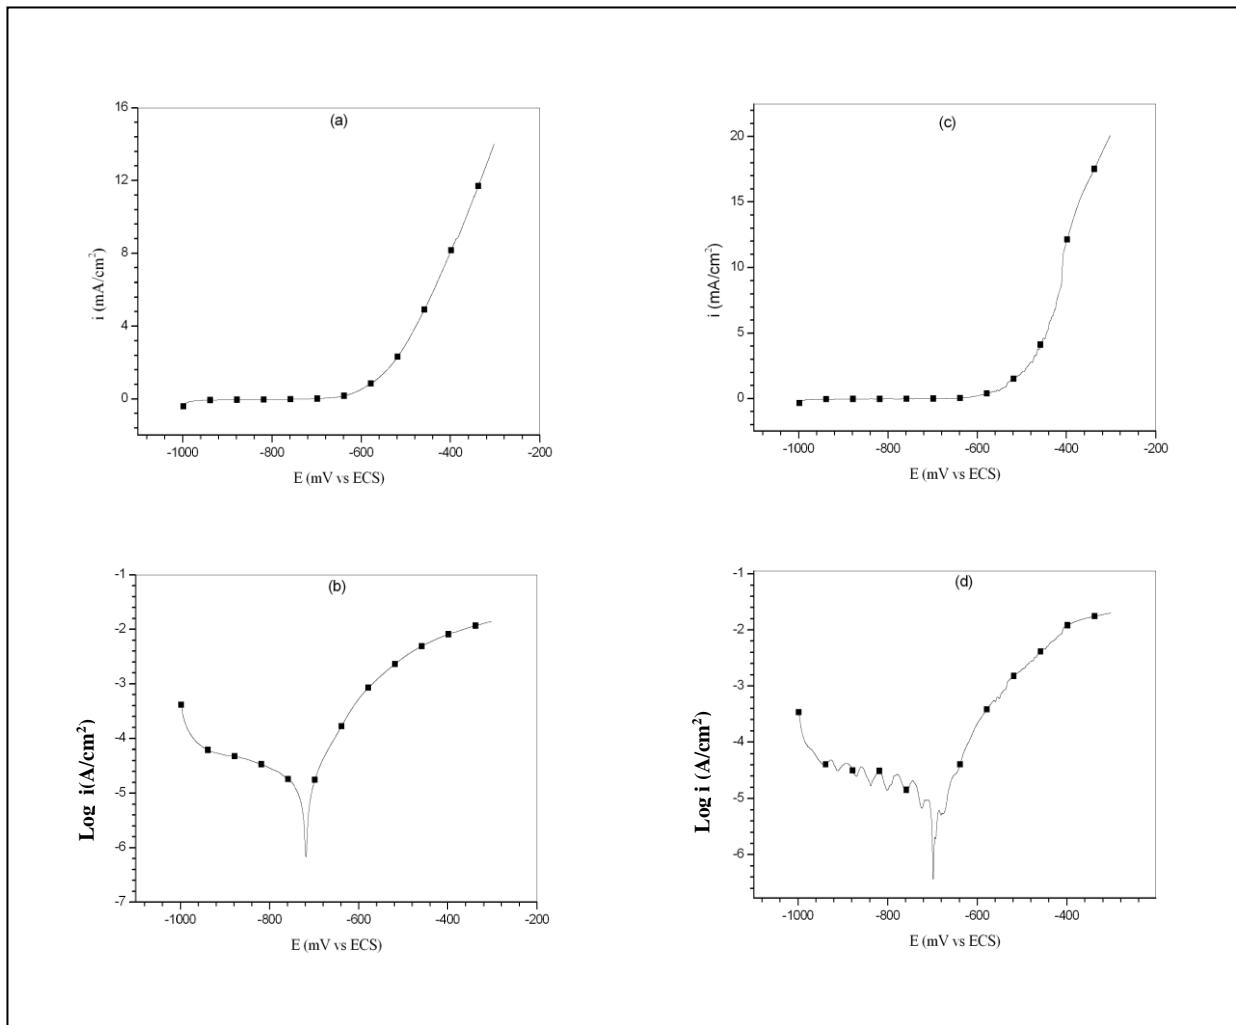 (a)
16
12
8
4
0
i (mA/cm²)
-1000 -800 -600 -400 -200
E (mV vs ECS)
(c)
20
15
10
5
0
i (mA/cm²)
-1000 -800 -600 -400 -200
E (mV vs ECS)
(b)
-1
-2
-3
-4
-5
-6
-7
Log i(A/cm²)
-1000 -800 -600 -400 -200
E (mV vs ECS)
(d)
-1
-2
-3
-4
-5
-6
Log i (A/cm²)
-1000 -800 -600 -400
E (mV vs ECS)